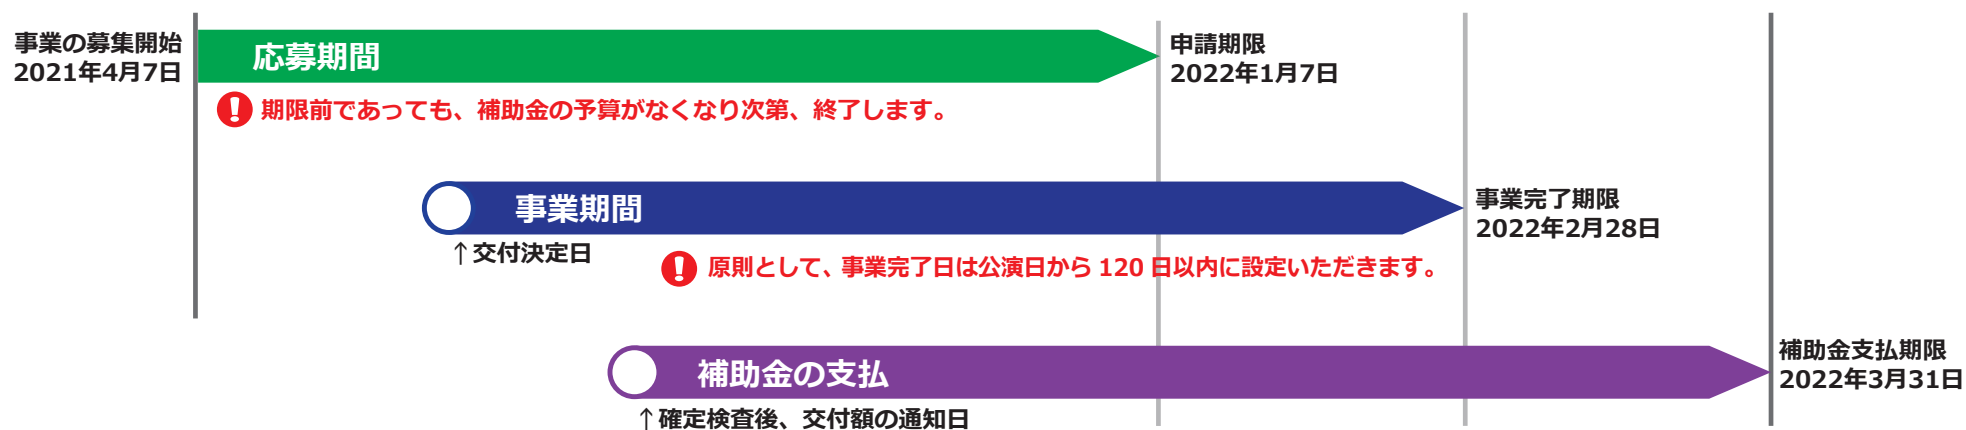 事業の募集開始
2021年4月7日
応募期間
申請期限
2022年1月7日
! 期限前であっても、補助金の予算がなくなり次第、終了します。
事業期間
事業完了期限
2022年2月28日
↑交付決定日
! 原則として、事業完了日は公演日から 120 日以内に設定いただきます。
補助金の支払
補助金支払期限
2022年3月31日
↑確定検査後、交付額の通知日